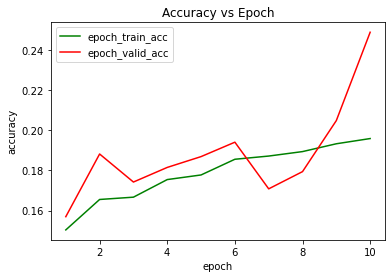 Accuracy vs Epoch
epoch_train_acc
epoch_valid_acc
accuracy
0.24
0.22
0.20
0.18
0.16
2
4
6
8
10
epoch